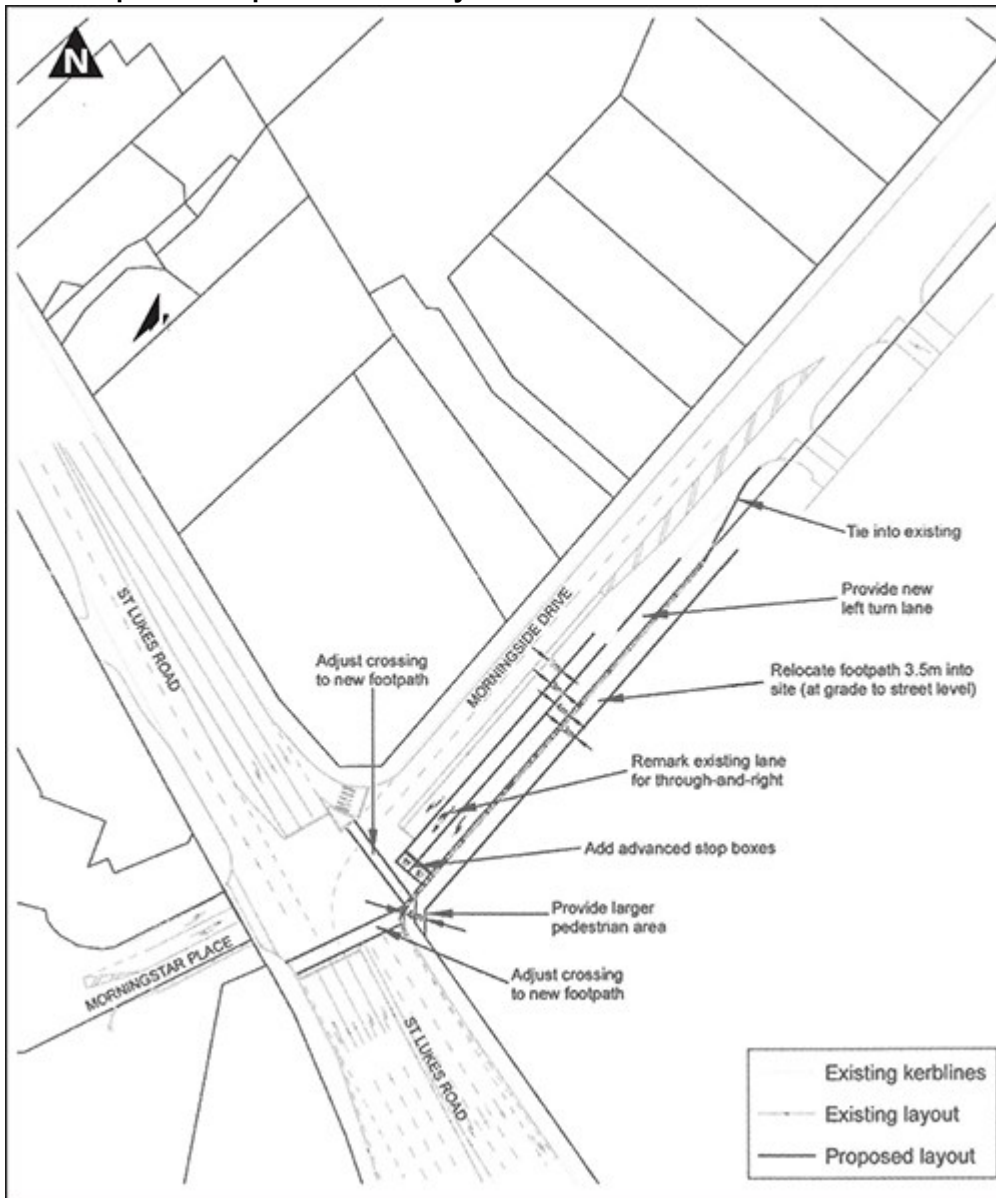 N
Tie into existing
Provide new
left turn lane
ST LUKES ROAD
MORNINGSIDE DRIVE
Adjust crossing
to new footpath
Relocate footpath 3.5m into
site (at grade to street level)
Remark existing lane
for through-and-right
Add advanced stop boxes
Provide larger
pedestrian area
MORNINGSTAR PLACE
Adjust crossing
to new footpath
ST LUKES ROAD
Existing kerblines
Existing layout
Proposed layout